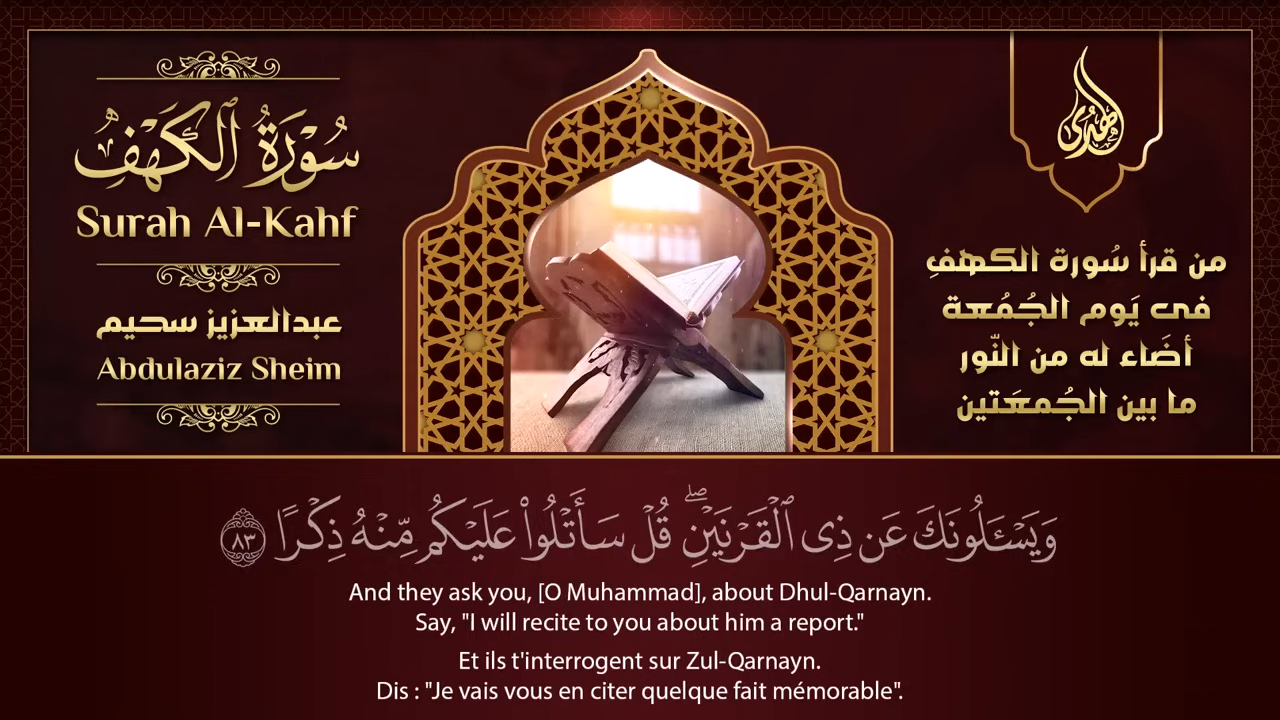 سُورَةُ ٱلْكَهْفِ
Surah Al-Kahf
عبدالعزيز سحيم
Abdulaziz Sheim
الهدى
من قرأ سُورة الكهفِ
فى يَوم الجُمُعة
أضَاء له من النّور
ما بين الجُمعَتين
وَيَسْـَٔلُونَكَ عَن ذِى ٱلْقَرْنَيْنِ ۖ قُلْ سَأَتْلُوا۟ عَلَيْكُم مِّنْهُ ذِكْرًا ٨٣
And they ask you, [O Muhammad], about Dhul-Qarnayn.
Say, "I will recite to you about him a report."
Et ils t'interrogent sur Zul-Qarnayn.
Dis : "Je vais vous en citer quelque fait mémorable".